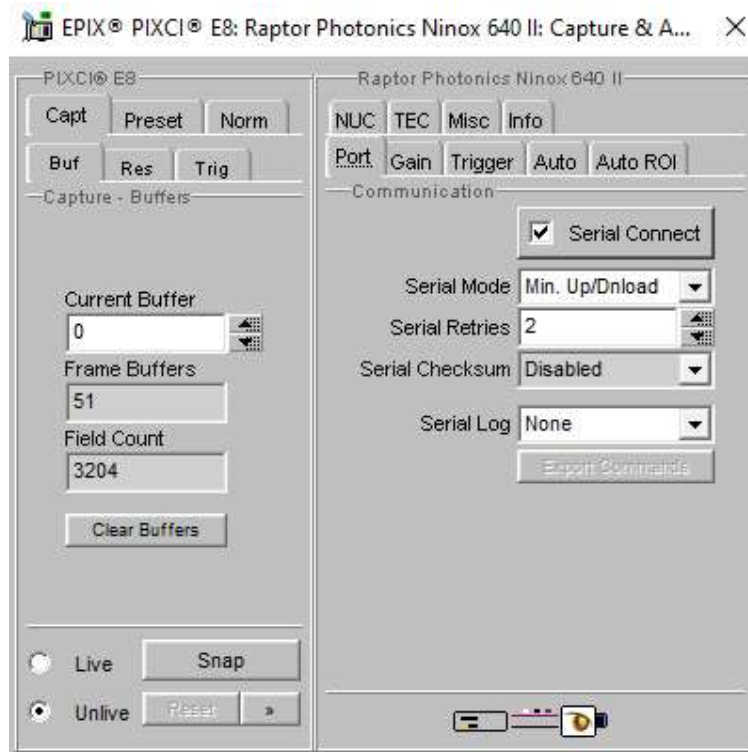 EPIX® PIXCI® E8: Raptor Photonics Ninox 640 II: Capture & A...
PIXCI® E8
Capt Preset Norm
Buf Res Trig
Capture - Buffers
Current Buffer
0
Frame Buffers
51
Field Count
3204
Clear Buffers
Live Snap
Unlive Reset »
Raptor Photonics Ninox 640 II
NUC TEC Misc Info
Port Gain Trigger Auto Auto ROI
Communication
Serial Connect
Serial Mode Min. Up/Dnload
Serial Retries 2
Serial Checksum Disabled
Serial Log None
Export Commands